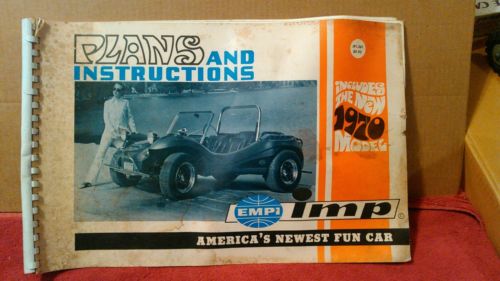 PLANS AND
INSTRUCTIONS
INCLUDES
THE NEW
1970
MODEL
EMPI imp
AMERICA'S NEWEST FUN CAR